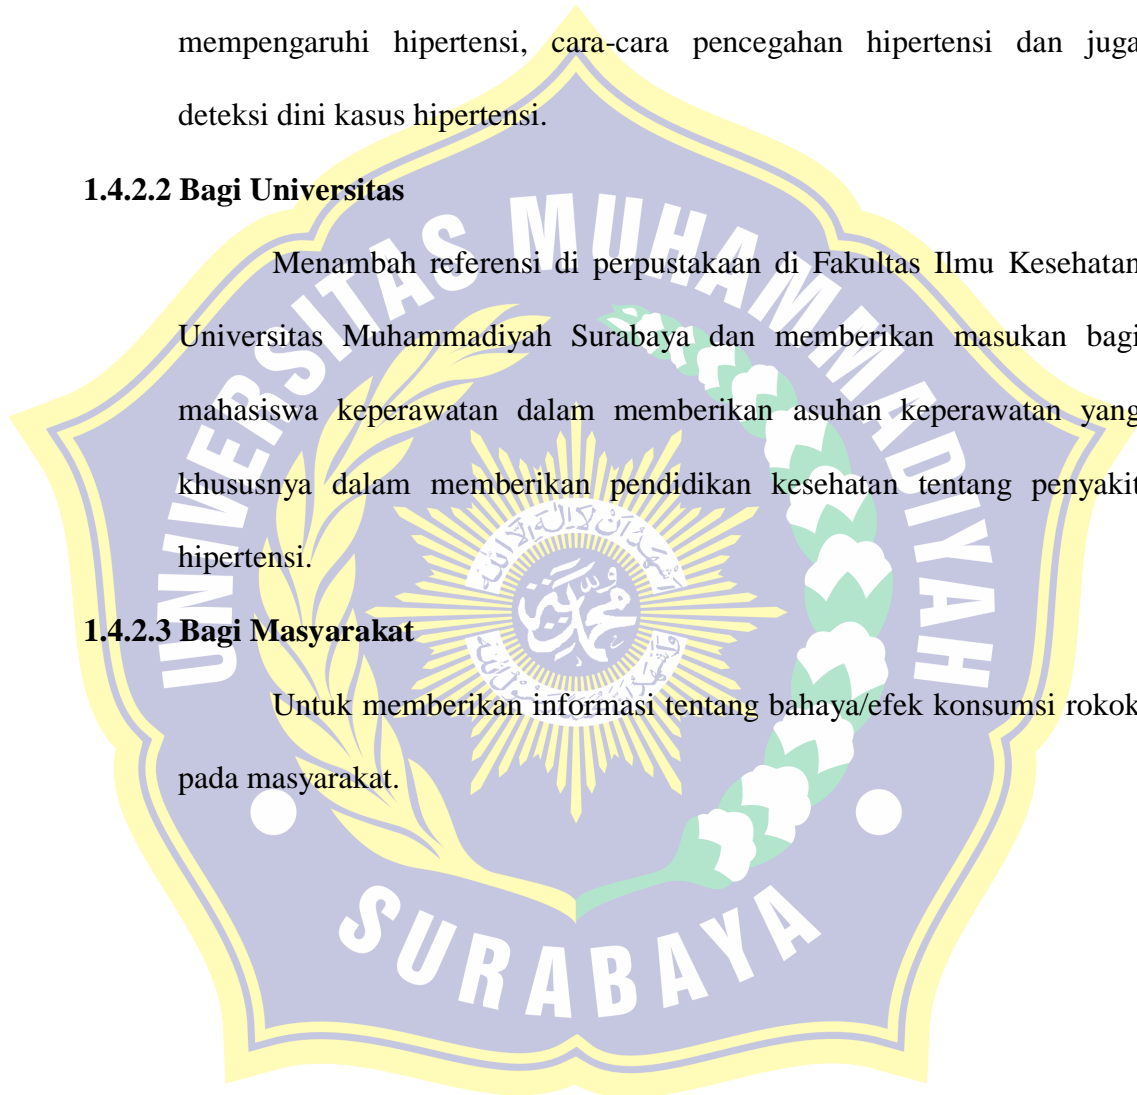 mempengaruhi hipertensi, cara-cara pencegahan hipertensi dan juga
deteksi dini kasus hipertensi.
1.4.2.2 Bagi Universitas
Menambah referensi di perpustakaan di Fakultas Ilmu Kesehatan
Universitas Muhammadiyah Surabaya dan memberikan masukan bagi
mahasiswa keperawatan dalam memberikan asuhan keperawatan yang
khususnya dalam memberikan pendidikan kesehatan tentang penyakit
hipertensi.
1.4.2.3 Bagi Masyarakat
Untuk memberikan informasi tentang bahaya/efek konsumsi rokok
pada masyarakat.
UNIVERSITAS MUHAMMADIYAH
SURABAYA